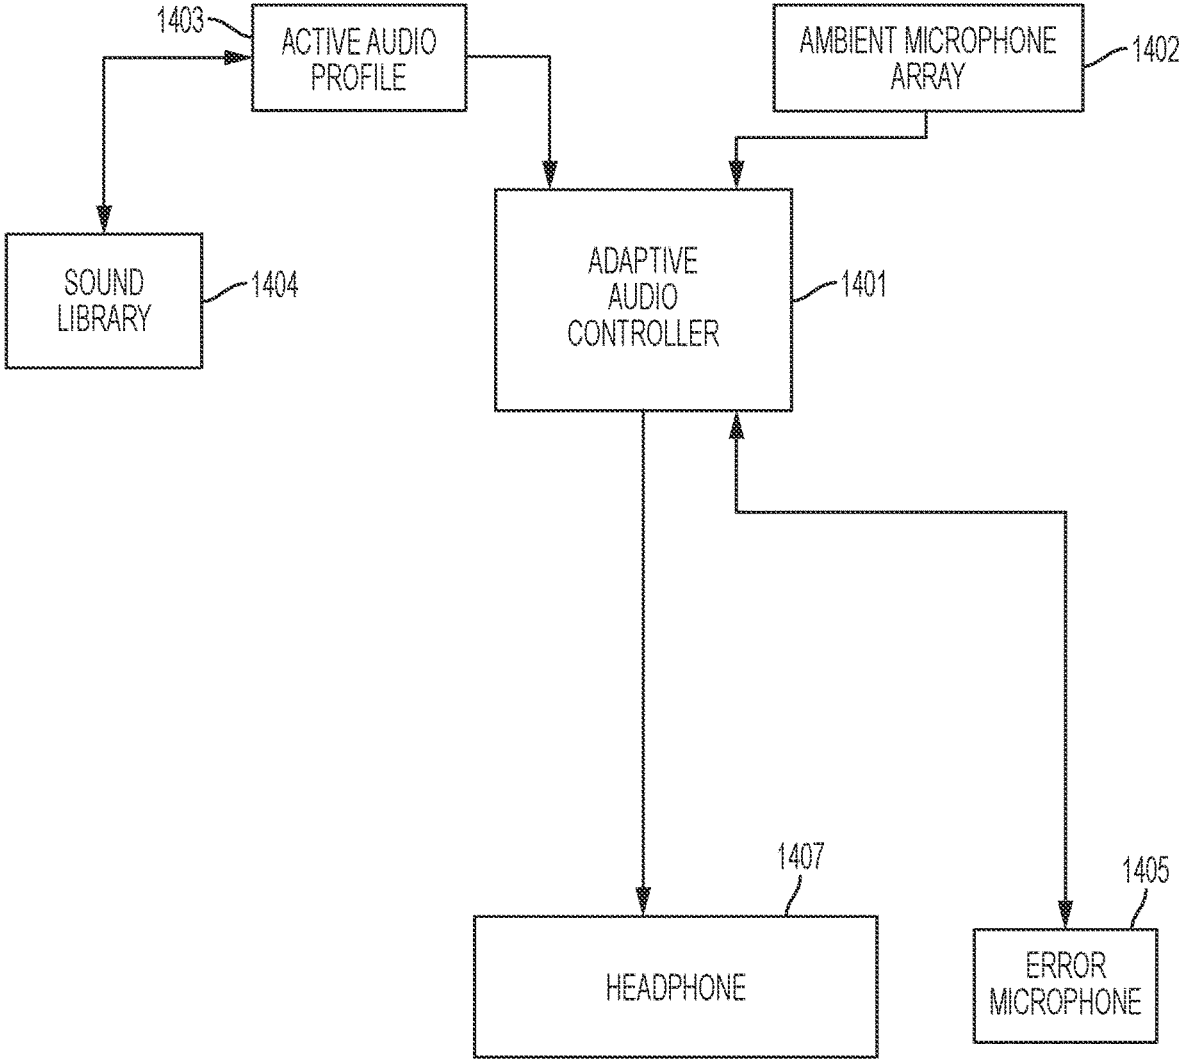 1403
ACTIVE AUDIO
PROFILE
AMBIENT MICROPHONE
ARRAY
1402
SOUND
LIBRARY
1404
ADAPTIVE
AUDIO
CONTROLLER
1401
1407
HEADPHONE
1405
ERROR
MICROPHONE